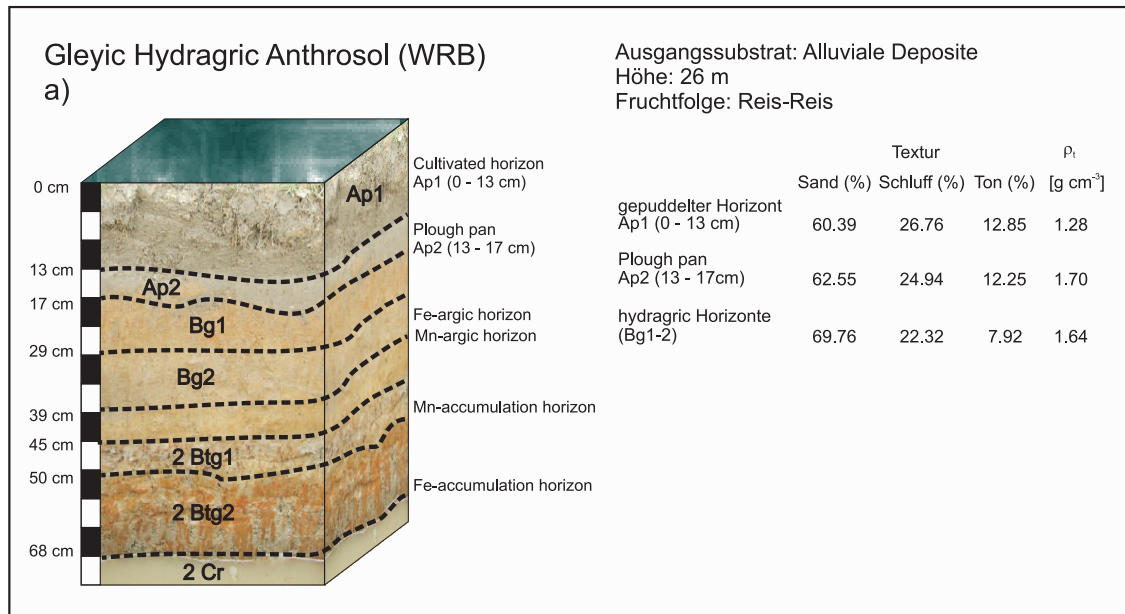 Gleyic Hydragric Anthrosol (WRB)
a)
Ausgangssubstrat: Alluviale Deposite
Höhe: 26 m
Fruchtfolge: Reis-Reis
0 cm
13 cm
17 cm
29 cm
39 cm
45 cm
50 cm
68 cm
Ap1
Ap2
Bg1
Bg2
2 Btg1
2 Btg2
2 Cr
Cultivated horizon
Ap1 (0 - 13 cm)
Plough pan
Ap2 (13 - 17 cm)
Fe-argic horizon
Mn-argic horizon
Mn-accumulation horizon
Fe-accumulation horizon
Textur ρt
Sand (%) Schluff (%) Ton (%) [g cm-3]
gepuddelter Horizont
Ap1 (0 - 13 cm) 60.39 26.76 12.85 1.28
Plough pan
Ap2 (13 - 17cm) 62.55 24.94 12.25 1.70
hydragric Horizonte
(Bg1-2) 69.76 22.32 7.92 1.64